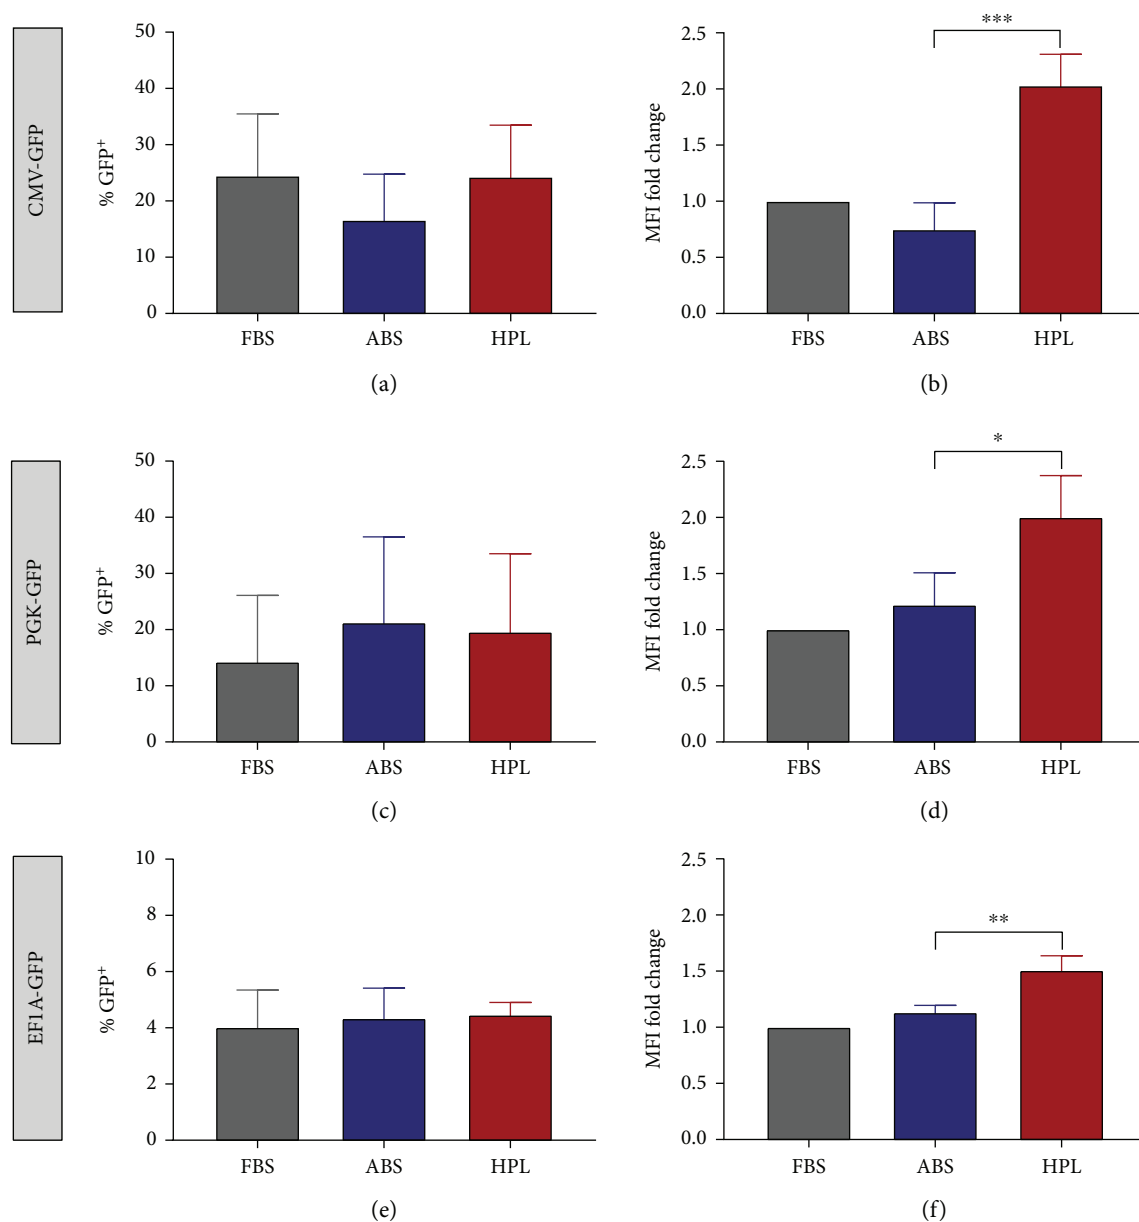 CMV-GFP
% GFP+
50
40
30
20
10
0
FBS ABS HPL
(a)
MFI fold change
2.5
2.0
1.5
1.0
0.5
0.0
***
FBS ABS HPL
(b)
PGK-GFP
% GFP+
50
40
30
20
10
0
FBS ABS HPL
(c)
MFI fold change
2.5
2.0
1.5
1.0
0.5
0.0
*
FBS ABS HPL
(d)
EF1A-GFP
% GFP+
10
8
6
4
2
0
FBS ABS HPL
(e)
MFI fold change
2.5
2.0
1.5
1.0
0.5
0.0
**
FBS ABS HPL
(f)